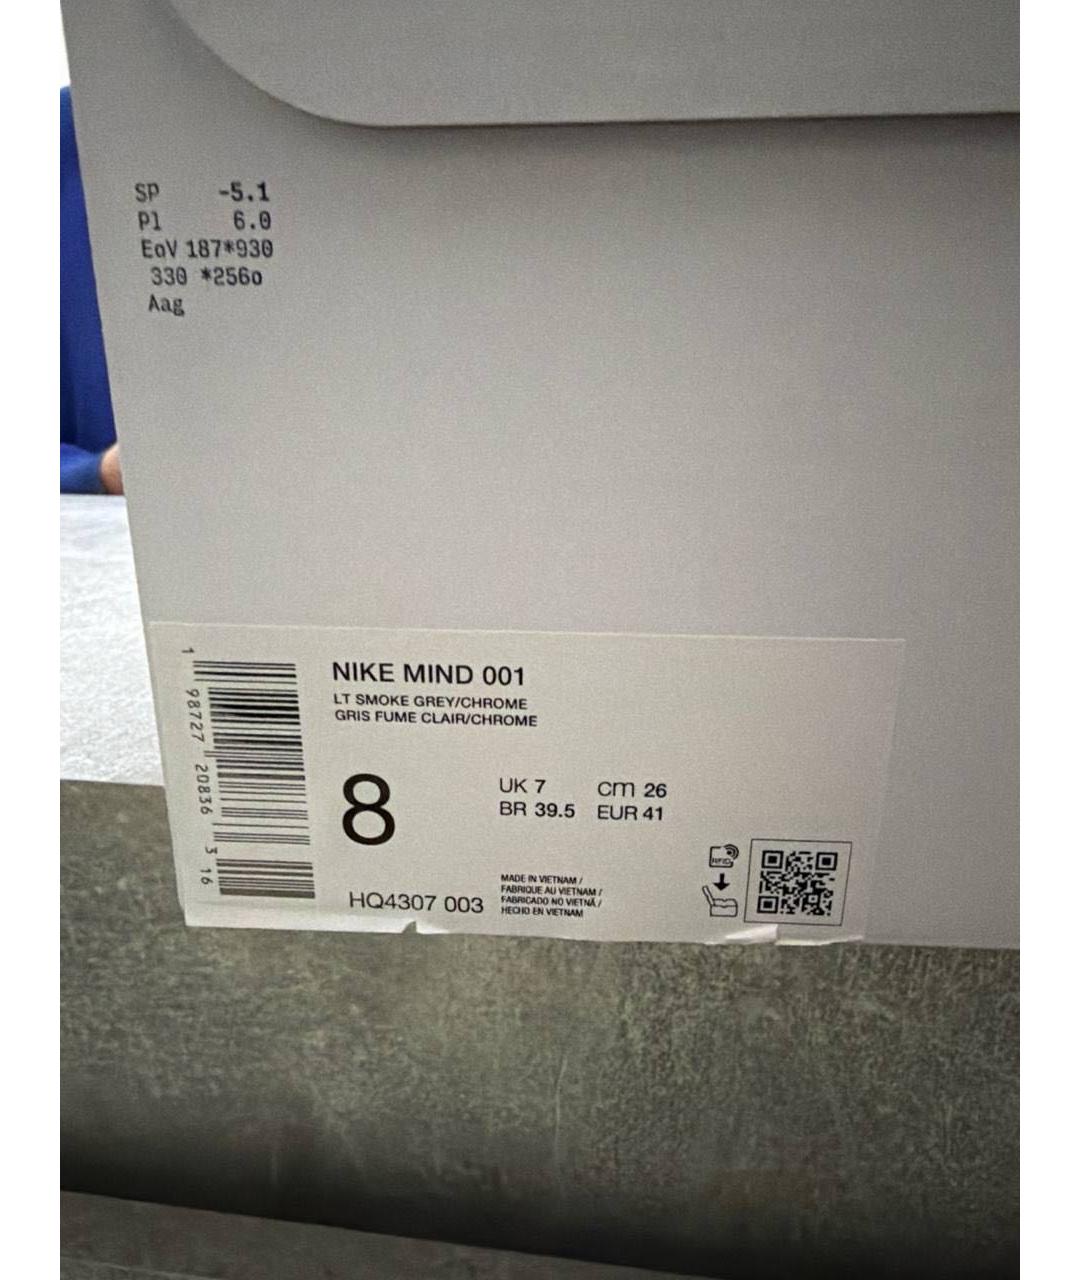 SP -5.1
P1 6.0
EoV 187*930
330 *256o
Aag
NIKE MIND 001
LT SMOKE GREY/CHROME
GRIS FUME CLAIR/CHROME
8
UK 7 cm 26
BR 39.5 EUR 41
HQ4307 003
MADE IN VIETNAM /
FABRIQUE AU VIETNAM /
FABRICADO NO VIETNÃ /
HECHO EN VIETNAM
RFID
1 98727 20836 3 16